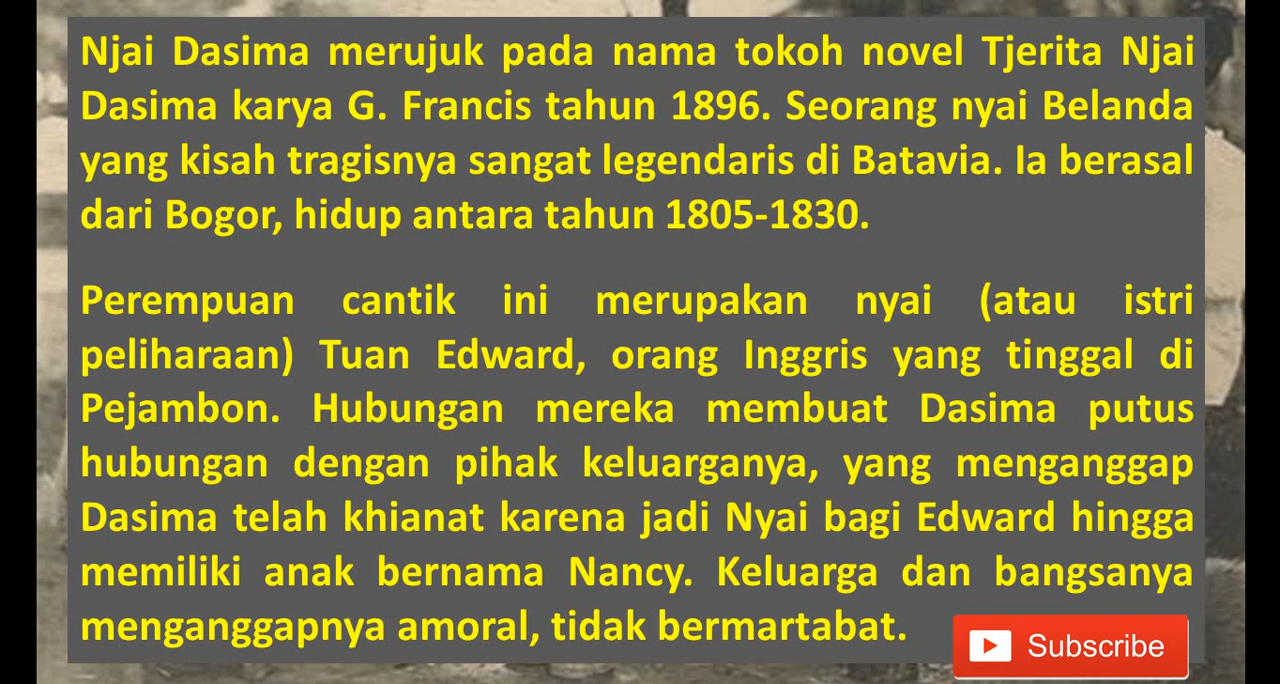 Njai Dasima merujuk pada nama tokoh novel Tjerita Njai
Dasima karya G. Francis tahun 1896. Seorang nyai Belanda
yang kisah tragisnya sangat legendaris di Batavia. Ia berasal
dari Bogor, hidup antara tahun 1805-1830.
Perempuan cantik ini merupakan nyai (atau istri
peliharaan) Tuan Edward, orang Inggris yang tinggal di
Pejambon. Hubungan mereka membuat Dasima putus
hubungan dengan pihak keluarganya, yang menganggap
Dasima telah khianat karena jadi Nyai bagi Edward hingga
memiliki anak bernama Nancy. Keluarga dan bangsanya
menganggapnya amoral, tidak bermartabat.
Subscribe